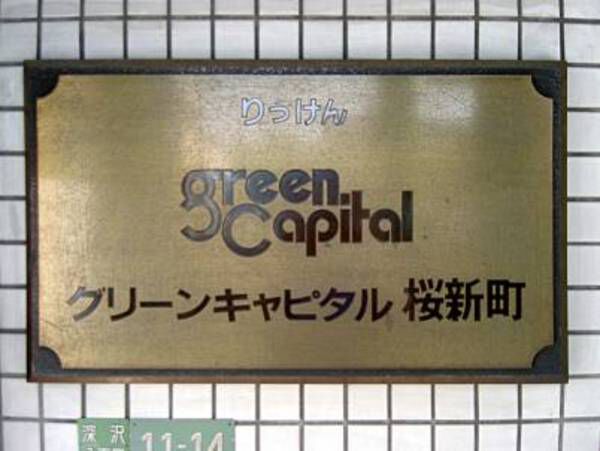 りっけん
green
Capital
グリーンキャピタル 桜新町
深沢
11-14